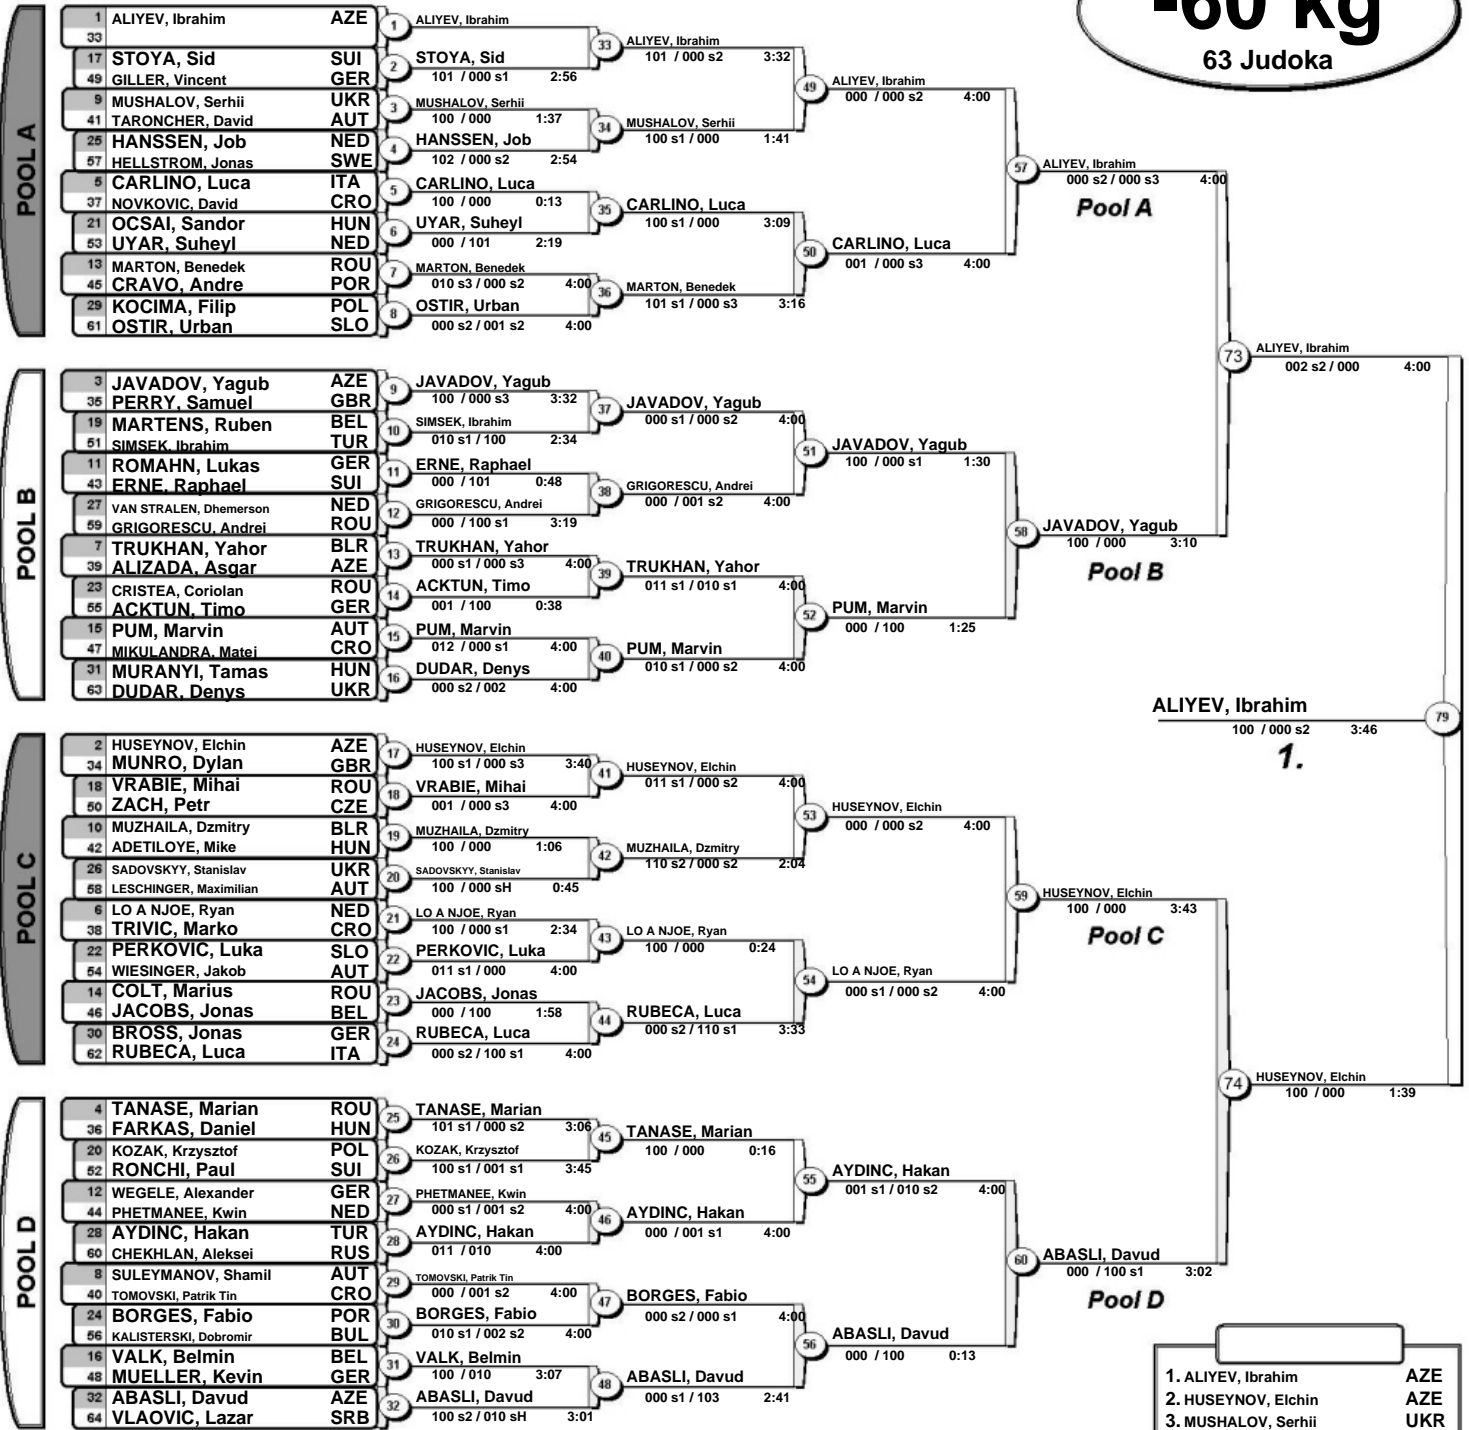 -60 kg
63 Judoka
POOL A
1 ALIYEV, Ibrahim AZE
33
17 STOYA, Sid SUI
49 GILLER, Vincent GER
9 MUSHALOV, Serhii UKR
41 TARONCHER, David AUT
25 HANSSEN, Job NED
57 HELLSTROM, Jonas SWE
5 CARLINO, Luca ITA
37 NOVKOVIC, David CRO
21 OCSAI, Sandor HUN
53 UYAR, Suheyl NED
13 MARTON, Benedek ROU
45 CRAVO, Andre POR
29 KOCIMA, Filip POL
61 OSTIR, Urban SLO
1 ALIYEV, Ibrahim
2 STOYA, Sid
101 / 000 s1 2:56
3 MUSHALOV, Serhii
100 / 000 1:37
4 HANSSEN, Job
102 / 000 s2 2:54
5 CARLINO, Luca
100 / 000 0:13
6 UYAR, Suheyl
000 / 101 2:19
7 MARTON, Benedek
010 s3 / 000 s2 4:00
8 OSTIR, Urban
000 s2 / 001 s2 4:00
33 ALIYEV, Ibrahim
101 / 000 s2 3:32
34 MUSHALOV, Serhii
100 s1 / 000 1:41
35 CARLINO, Luca
100 s1 / 000 3:09
36 MARTON, Benedek
101 s1 / 000 s3 3:16
49 ALIYEV, Ibrahim
000 / 000 s2 4:00
50 CARLINO, Luca
001 / 000 s3 4:00
57 ALIYEV, Ibrahim
000 s2 / 000 s3 4:00
Pool A
POOL B
3 JAVADOV, Yagub AZE
35 PERRY, Samuel GBR
19 MARTENS, Ruben BEL
51 SIMSEK, Ibrahim TUR
11 ROMAHN, Lukas GER
43 ERNE, Raphael SUI
27 VAN STRALEN, Dhemerson NED
59 GRIGORESCU, Andrei ROU
7 TRUKHAN, Yahor BLR
39 ALIZADA, Asgar AZE
23 CRISTEA, Coriolan ROU
55 ACKTUN, Timo GER
15 PUM, Marvin AUT
47 MIKULANDRA, Matej CRO
31 MURANYI, Tamas HUN
63 DUDAR, Denys UKR
9 JAVADOV, Yagub
100 / 000 s3 3:32
10 SIMSEK, Ibrahim
010 s1 / 100 2:34
11 ERNE, Raphael
000 / 101 0:48
12 GRIGORESCU, Andrei
000 / 100 s1 3:19
13 TRUKHAN, Yahor
000 s1 / 000 s3 4:00
14 ACKTUN, Timo
001 / 100 0:38
15 PUM, Marvin
012 / 000 s1 4:00
16 DUDAR, Denys
000 s2 / 002 4:00
37 JAVADOV, Yagub
000 s1 / 000 s2 4:00
38 GRIGORESCU, Andrei
000 / 001 s2 4:00
39 TRUKHAN, Yahor
011 s1 / 010 s1 4:00
40 PUM, Marvin
010 s1 / 000 s2 4:00
51 JAVADOV, Yagub
100 / 000 s1 1:30
52 PUM, Marvin
000 / 100 1:25
58 JAVADOV, Yagub
100 / 000 3:10
Pool B
73 ALIYEV, Ibrahim
002 s2 / 000 4:00
ALIYEV, Ibrahim 79
100 / 000 s2 3:46
1.
POOL C
2 HUSEYNOV, Elchin AZE
34 MUNRO, Dylan GBR
18 VRABIE, Mihai ROU
50 ZACH, Petr CZE
10 MUZHAILA, Dzmitry BLR
42 ADETILOYE, Mike HUN
26 SADOVSKYY, Stanislav UKR
58 LESCHINGER, Maximilian AUT
6 LO A NJOE, Ryan NED
38 TRIVIC, Marko CRO
22 PERKOVIC, Luka SLO
54 WIESINGER, Jakob AUT
14 COLT, Marius ROU
46 JACOBS, Jonas BEL
30 BROSS, Jonas GER
62 RUBECA, Luca ITA
17 HUSEYNOV, Elchin
100 s1 / 000 s3 3:40
18 VRABIE, Mihai
001 / 000 s3 4:00
19 MUZHAILA, Dzmitry
100 / 000 1:06
20 SADOVSKYY, Stanislav
100 / 000 sH 0:45
21 LO A NJOE, Ryan
100 / 000 s1 2:34
22 PERKOVIC, Luka
011 s1 / 000 4:00
23 JACOBS, Jonas
000 / 100 1:58
24 RUBECA, Luca
000 s2 / 100 s1 4:00
41 HUSEYNOV, Elchin
011 s1 / 000 s2 4:00
42 MUZHAILA, Dzmitry
110 s2 / 000 s2 2:04
43 LO A NJOE, Ryan
100 / 000 0:24
44 RUBECA, Luca
000 s2 / 110 s1 3:33
53 HUSEYNOV, Elchin
000 / 000 s2 4:00
54 LO A NJOE, Ryan
000 s1 / 000 s2 4:00
59 HUSEYNOV, Elchin
100 / 000 3:43
Pool C
POOL D
4 TANASE, Marian ROU
36 FARKAS, Daniel HUN
20 KOZAK, Krzysztof POL
52 RONCHI, Paul SUI
12 WEGELE, Alexander GER
44 PHETMANEE, Kwin NED
28 AYDINC, Hakan TUR
60 CHEKHLAN, Aleksei RUS
8 SULEYMANOV, Shamil AUT
40 TOMOVSKI, Patrik Tin CRO
24 BORGES, Fabio POR
56 KALISTERSKI, Dobromir BUL
16 VALK, Belmin BEL
48 MUELLER, Kevin GER
32 ABASLI, Davud AZE
64 VLAOVIC, Lazar SRB
25 TANASE, Marian
101 s1 / 000 s2 3:06
26 KOZAK, Krzysztof
100 s1 / 001 s1 3:45
27 PHETMANEE, Kwin
000 s1 / 001 s2 4:00
28 AYDINC, Hakan
011 / 010 4:00
29 TOMOVSKI, Patrik Tin
000 / 001 s2 4:00
30 BORGES, Fabio
010 s1 / 002 s2 4:00
31 VALK, Belmin
100 / 010 3:07
32 ABASLI, Davud
100 s2 / 010 sH 3:01
45 TANASE, Marian
100 / 000 0:16
46 AYDINC, Hakan
000 / 001 s1 4:00
47 BORGES, Fabio
000 s2 / 000 s1 4:00
48 ABASLI, Davud
000 s1 / 103 2:41
55 AYDINC, Hakan
001 s1 / 010 s2 4:00
56 ABASLI, Davud
000 / 100 0:13
60 ABASLI, Davud
000 / 100 s1 3:02
Pool D
74 HUSEYNOV, Elchin
100 / 000 1:39
1. ALIYEV, Ibrahim AZE
2. HUSEYNOV, Elchin AZE
3. MUSHALOV, Serhii UKR